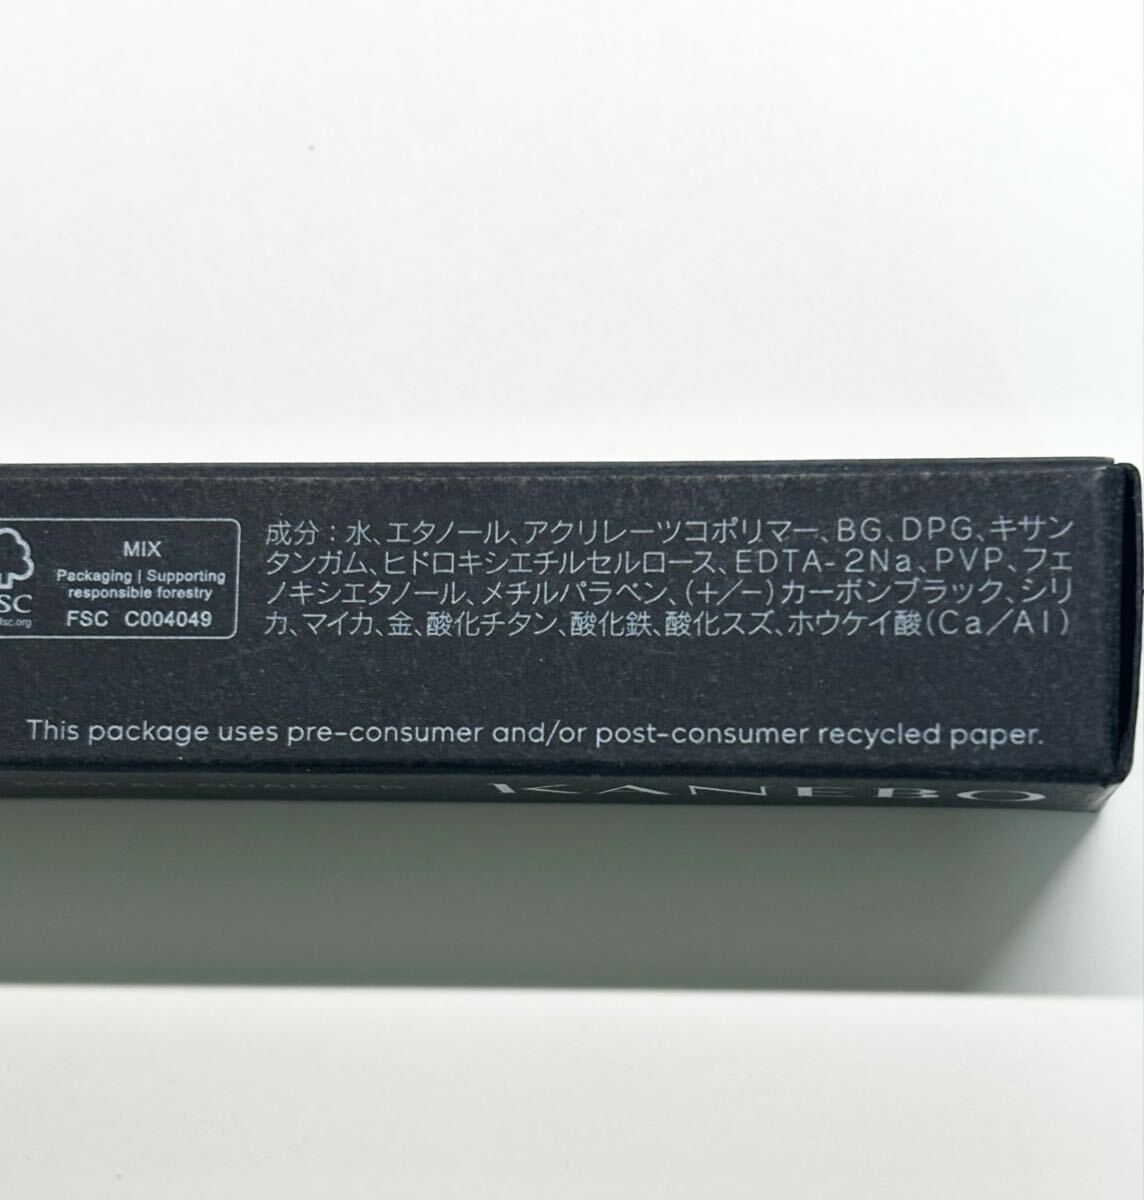 成分：水、エタノール、アクリレーツコポリマー、BG、DPG、キサン
タンガム、ヒドロキシエチルセルロース、EDTA-2Na、PVP、フェ
ノキシエタノール、メチルパラベン、(+/-)カーボンブラック、シリ
カ、マイカ、金、酸化チタン、酸化鉄、酸化スズ、ホウケイ酸(Ca/Al)
MIX
Packaging | Supporting
responsible forestry
FSC C004049
This package uses pre-consumer and/or post-consumer recycled paper.
KANEBO